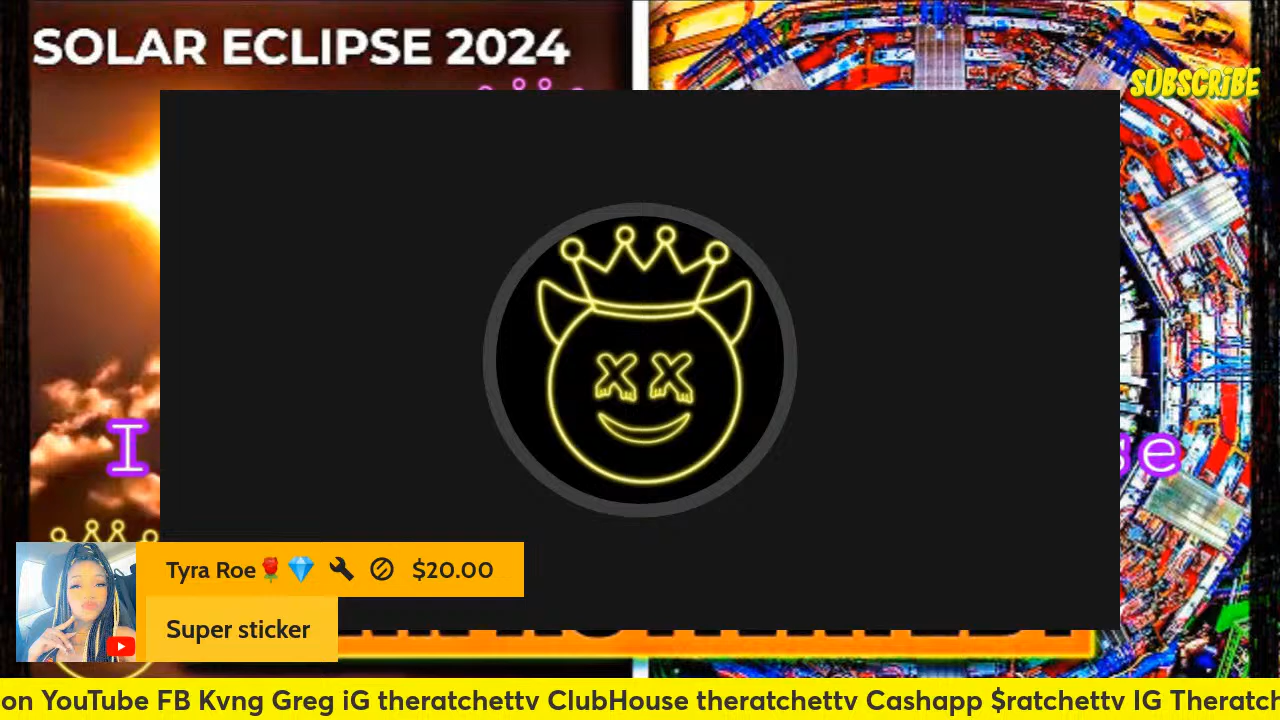 SOLAR ECLIPSE 2024
SUBSCRIBE
I
Tyra Roe🌹💎 $20.00
Super sticker
on YouTube FB Kvng Greg iG theratchettv ClubHouse theratchettv Cashapp $ratchettv IG Theratch